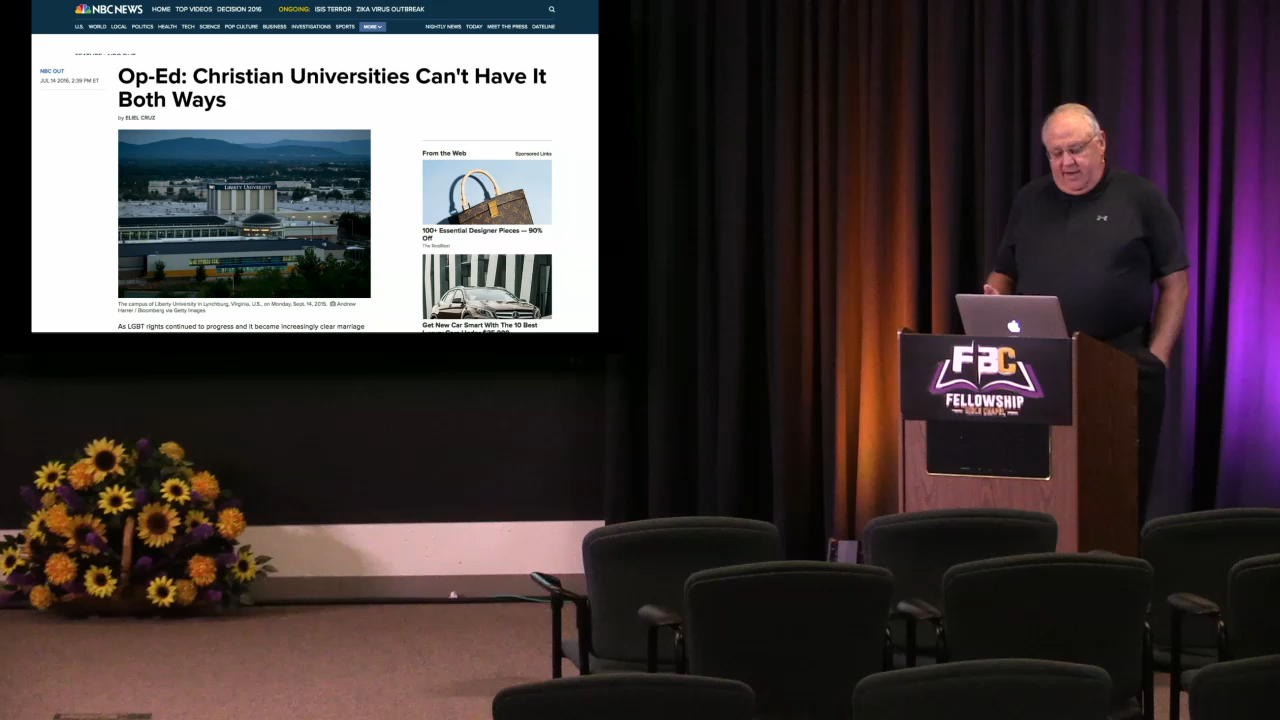 NBC NEWS HOME TOP VIDEOS DECISION 2016 ONGOING: ISIS TERROR ZIKA VIRUS OUTBREAK
U.S. WORLD LOCAL POLITICS HEALTH TECH SCIENCE POP CULTURE BUSINESS INVESTIGATIONS SPORTS MORE NIGHTLY NEWS TODAY MEET THE PRESS DATELINE
NBC OUT
JUL 14 2016, 2:39 PM ET
Op-Ed: Christian Universities Can't Have It
Both Ways
by ELIEL CRUZ
LIBERTY UNIVERSITY
The campus of Liberty University in Lynchburg, Virginia, U.S., on Monday, Sept. 14, 2015. Andrew
Harrer / Bloomberg via Getty Images
As LGBT rights continued to progress and it became increasingly clear marriage
From the Web Sponsored Links
100+ Essential Designer Pieces — 90%
Off
The RealReal
Get New Car Smart With The 10 Best
FBC
FELLOWSHIP
BIBLE CHAPEL